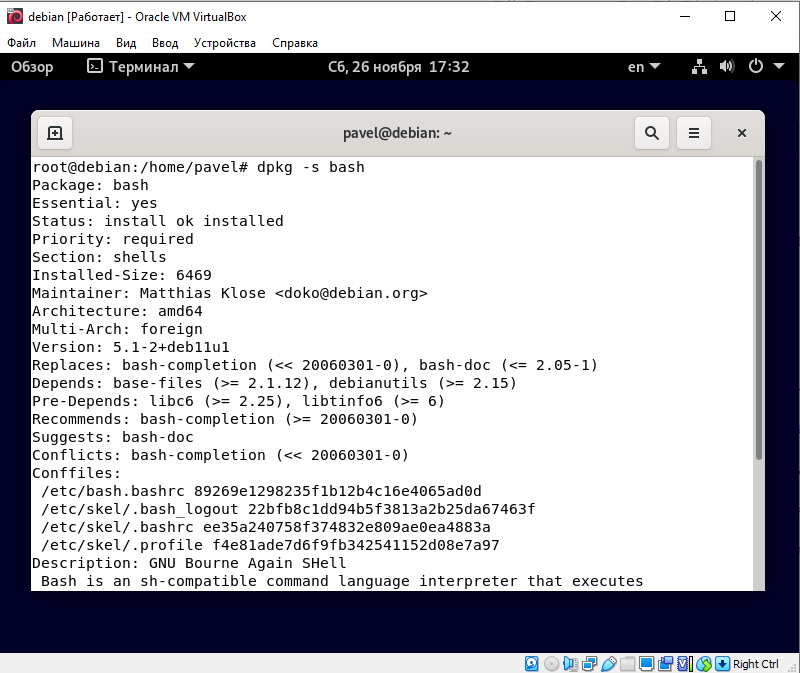 debian [Работает] - Oracle VM VirtualBox
Файл Машина Вид Ввод Устройства Справка
Обзор Терминал Сб, 26 ноября 17:32 en
pavel@debian: ~
root@debian:/home/pavel# dpkg -s bash
Package: bash
Essential: yes
Status: install ok installed
Priority: required
Section: shells
Installed-Size: 6469
Maintainer: Matthias Klose <doko@debian.org>
Architecture: amd64
Multi-Arch: foreign
Version: 5.1-2+deb11u1
Replaces: bash-completion (<< 20060301-0), bash-doc (<= 2.05-1)
Depends: base-files (>= 2.1.12), debianutils (>= 2.15)
Pre-Depends: libc6 (>= 2.25), libtinfo6 (>= 6)
Recommends: bash-completion (>= 20060301-0)
Suggests: bash-doc
Conflicts: bash-completion (<< 20060301-0)
Conffiles:
 /etc/bash.bashrc 89269e1298235f1b12b4c16e4065ad0d
 /etc/skel/.bash_logout 22bfb8c1dd94b5f3813a2b25da67463f
 /etc/skel/.bashrc ee35a240758f374832e809ae0ea4883a
 /etc/skel/.profile f4e81ade7d6f9fb342541152d08e7a97
Description: GNU Bourne Again SHell
 Bash is an sh-compatible command language interpreter that executes
Right Ctrl